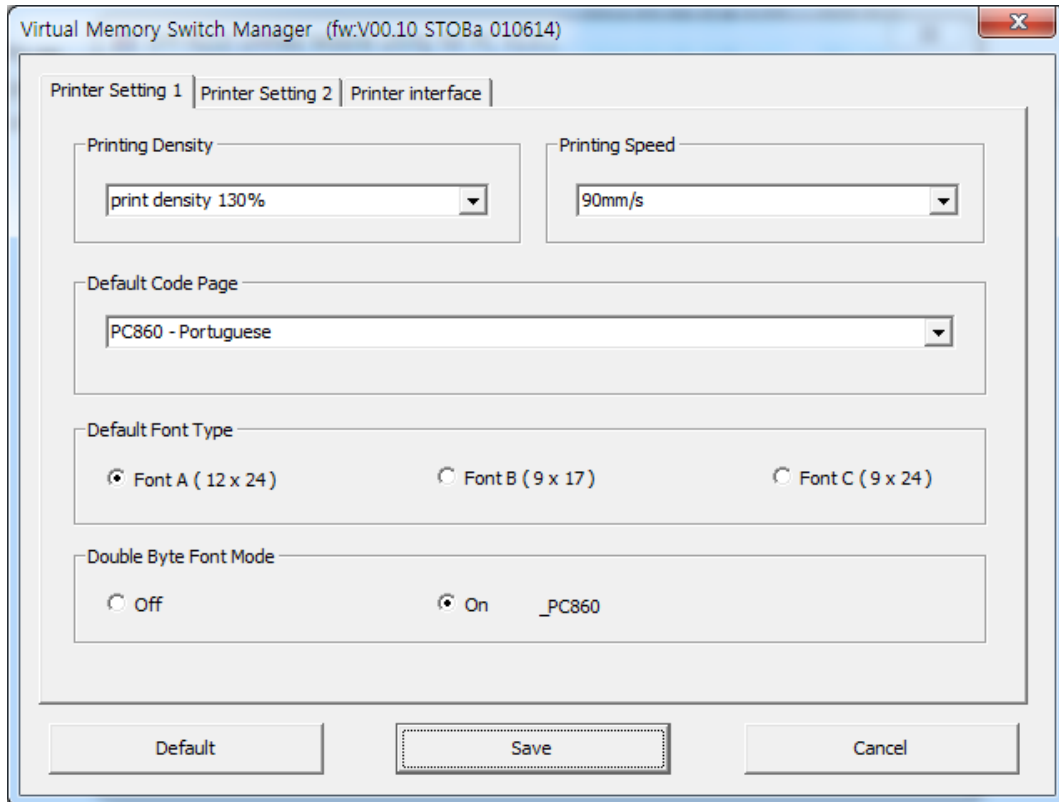 Virtual Memory Switch Manager (fw:V00.10 STOBa 010614)
Printer Setting 1 Printer Setting 2 Printer interface
Printing Density Printing Speed
print density 130% 90mm/s
Default Code Page
PC860 - Portuguese
Default Font Type
Font A ( 12 x 24 ) Font B ( 9 x 17 ) Font C ( 9 x 24 )
Double Byte Font Mode
Off On _PC860
Default Save Cancel